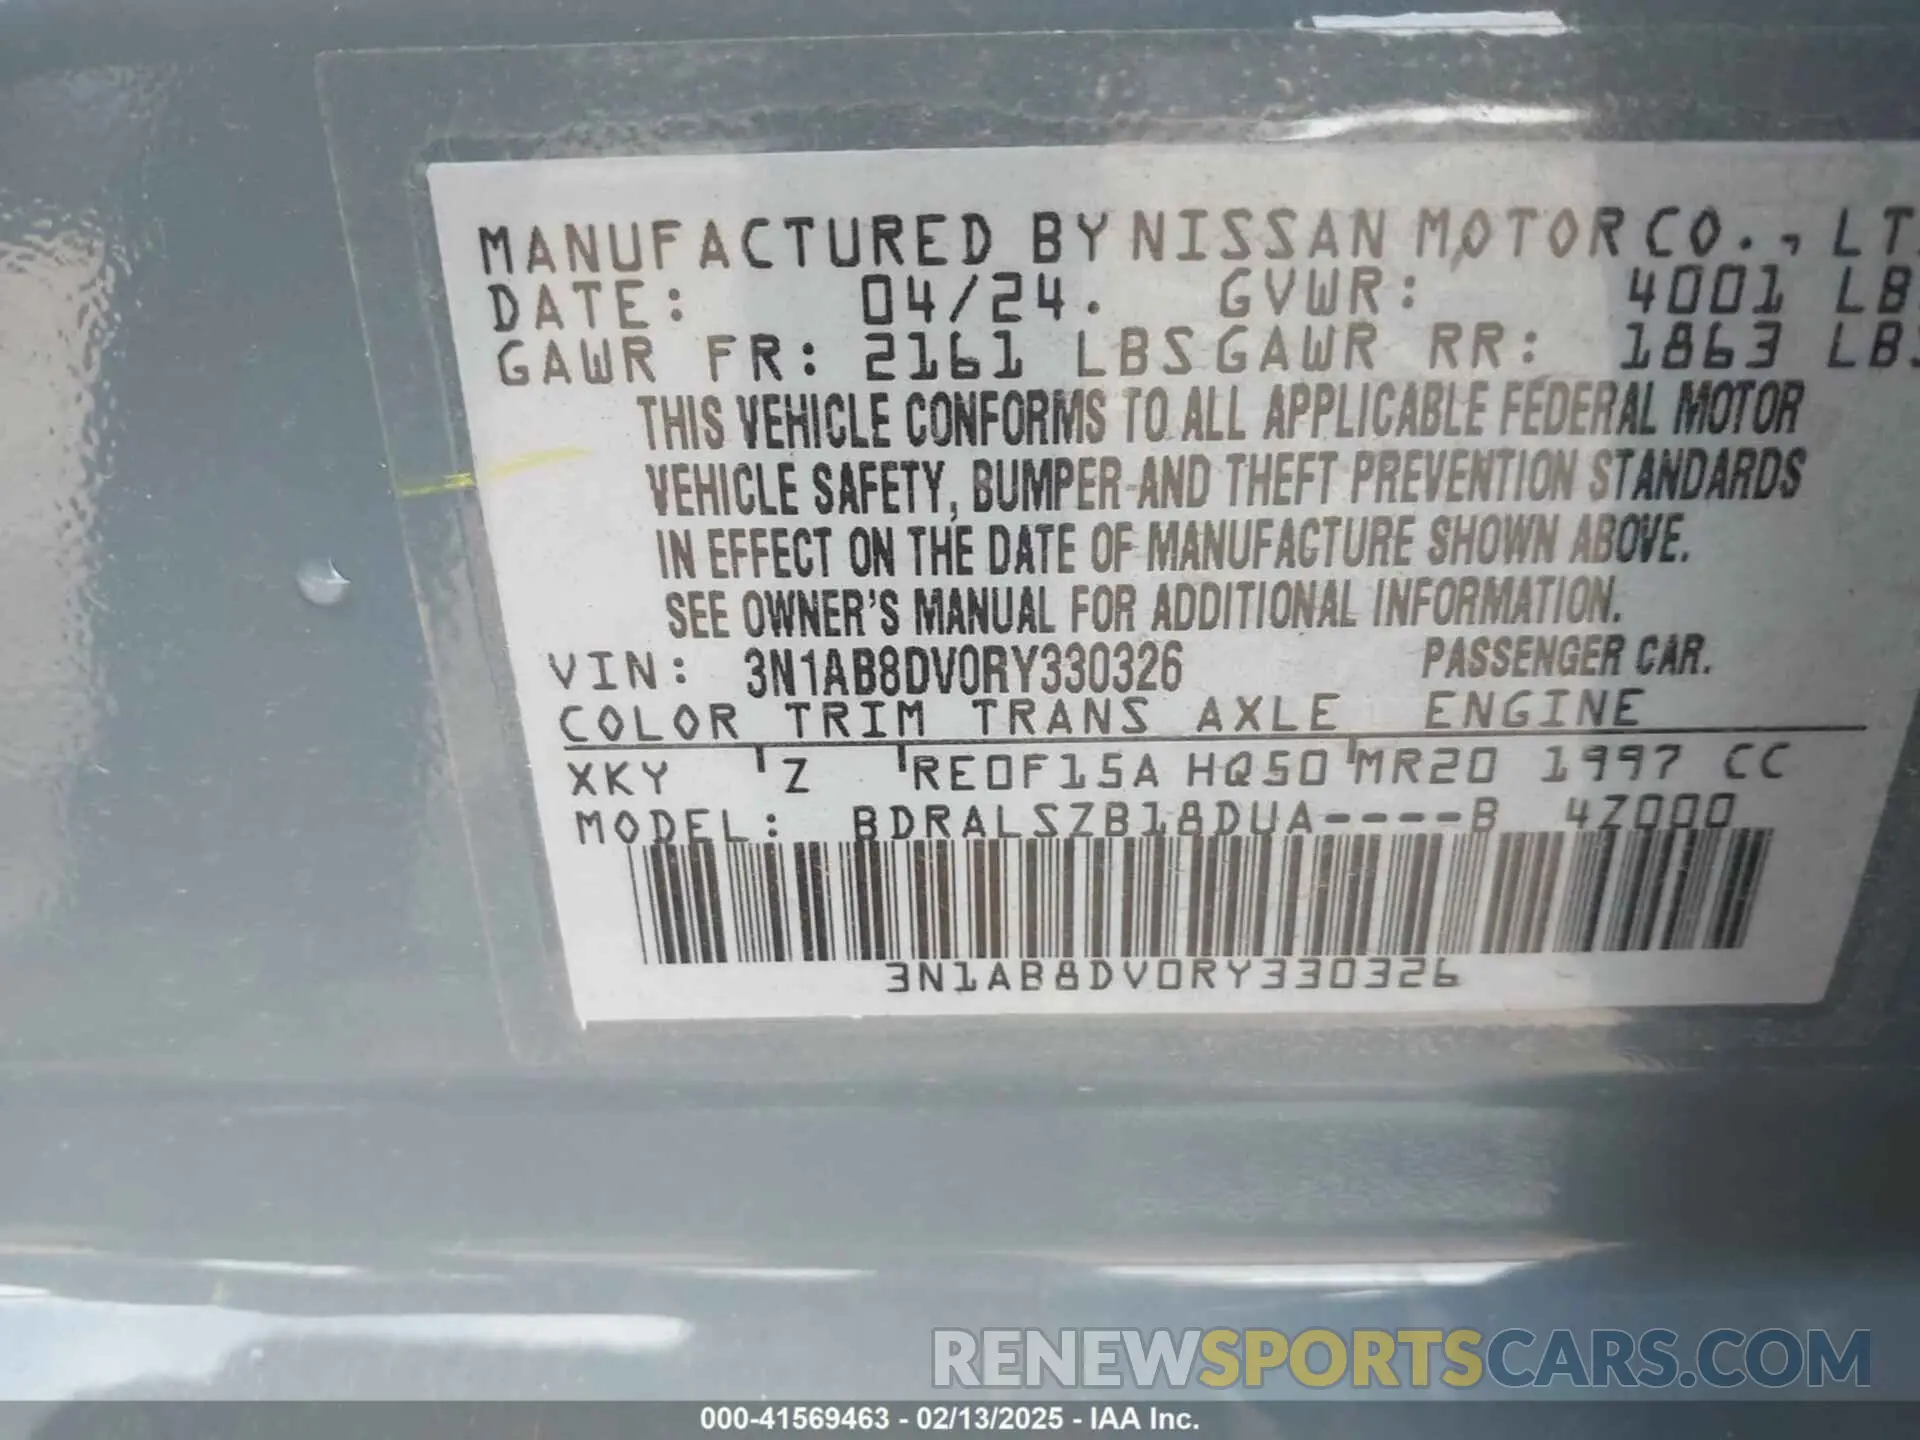 MANUFACTURED BY NISSAN MOTOR CO., LT
DATE: 04/24. GVWR: 4001 LB
GAWR FR: 2161 LBS GAWR RR: 1863 LBS
THIS VEHICLE CONFORMS TO ALL APPLICABLE FEDERAL MOTOR
VEHICLE SAFETY, BUMPER AND THEFT PREVENTION STANDARDS
IN EFFECT ON THE DATE OF MANUFACTURE SHOWN ABOVE.
SEE OWNER'S MANUAL FOR ADDITIONAL INFORMATION.
VIN: 3N1AB8DV0RY330326 PASSENGER CAR.
COLOR TRIM TRANS AXLE ENGINE
XKY Z RE0F15A HQ50 MR20 1997 CC
MODEL: BDRALSZB18DUA----B 4Z000
3N1AB8DV0RY330326
RENEWSPORTSCARS.COM
000-41569463 - 02/13/2025 - IAA Inc.